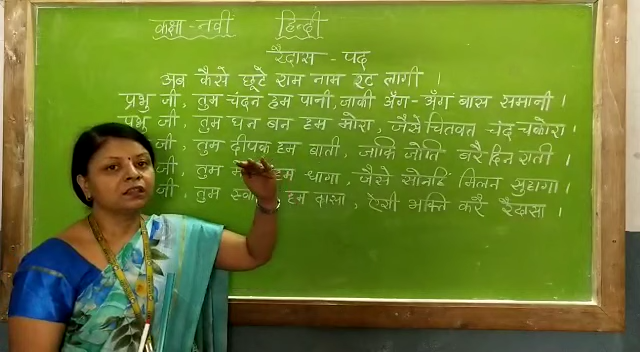 कक्षा - नवीं हिन्दी
रैदास - पद
अब कैसे छूटे राम नाम रट लागी ।
प्रभु जी, तुम चंदन हम पानी, जाकी अँग-अँग बास समानी ।
प्रभु जी, तुम घन बन हम मोरा, जैसे चितवत चंद चकोरा ।
जी, तुम दीपक हम बाती, जाकि जोति बरै दिन राती ।
जी, तुम हम धागा, जैसे सोनहिं मिलत सुहागा ।
जी, तुम हम दासा, ऐसी भक्ति करै रैदासा ।